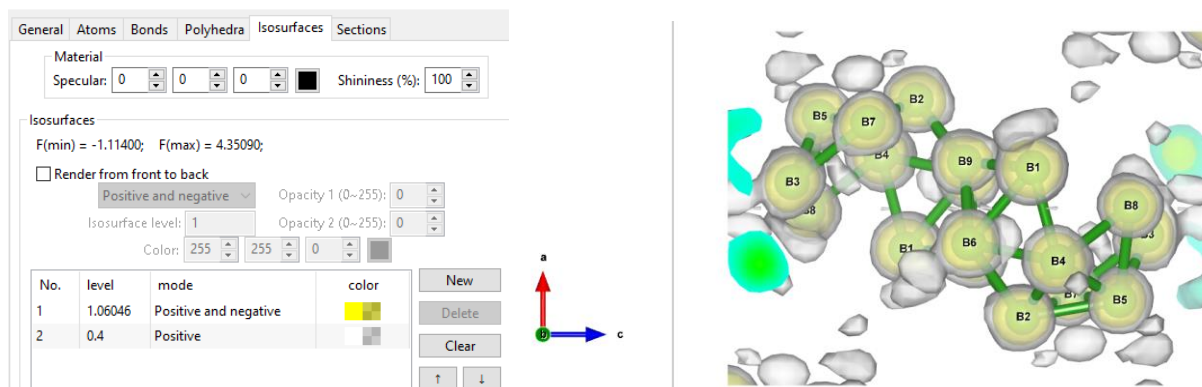 General Atoms Bonds Polyhedra Isosurfaces Sections
Material
Specular: 0 0 0 Shininess (%): 100
Isosurfaces
F(min) = -1.11400; F(max) = 4.35090;
Render from front to back
Positive and negative Opacity 1 (0~255): 0
Isosurface level: 1 Opacity 2 (0~255): 0
Color: 255 255 0
No. level mode color
1 1.06046 Positive and negative
2 0.4 Positive
New
Delete
Clear
↑ ↓
a
b
c
B2
B5 B7
B4 B9 B1
B3
B8 B8
B1 B6 B3
B4
B7 B5
B2